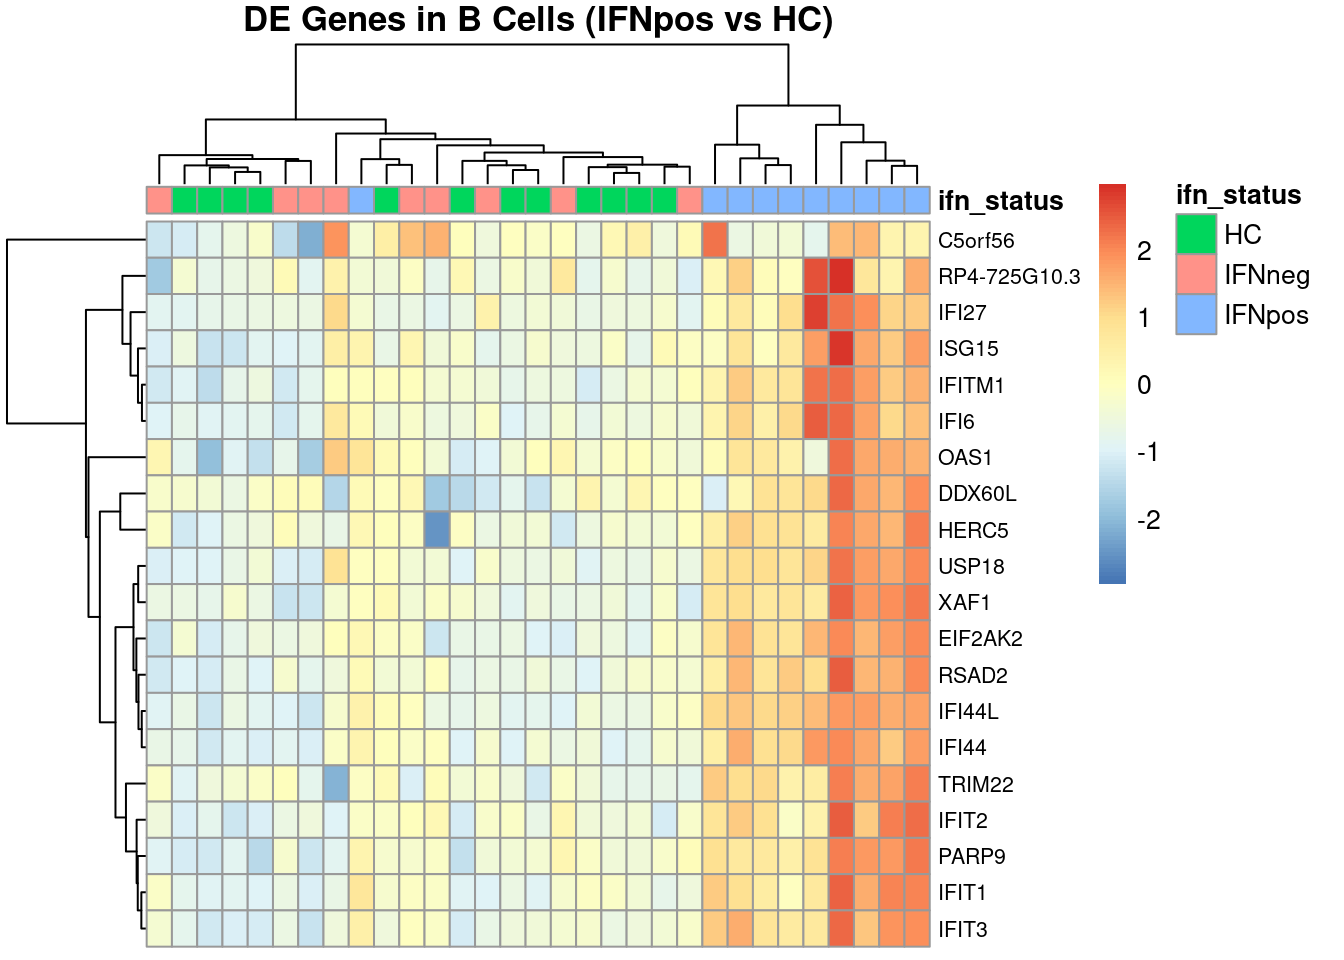 DE Genes in B Cells (IFNpos vs HC)
ifn_status
C5orf56
RP4-725G10.3
IFI27
ISG15
IFITM1
IFI6
OAS1
DDX60L
HERC5
USP18
XAF1
EIF2AK2
RSAD2
IFI44L
IFI44
TRIM22
IFIT2
PARP9
IFIT1
IFIT3
2
1
0
-1
-2
ifn_status
HC
IFNneg
IFNpos